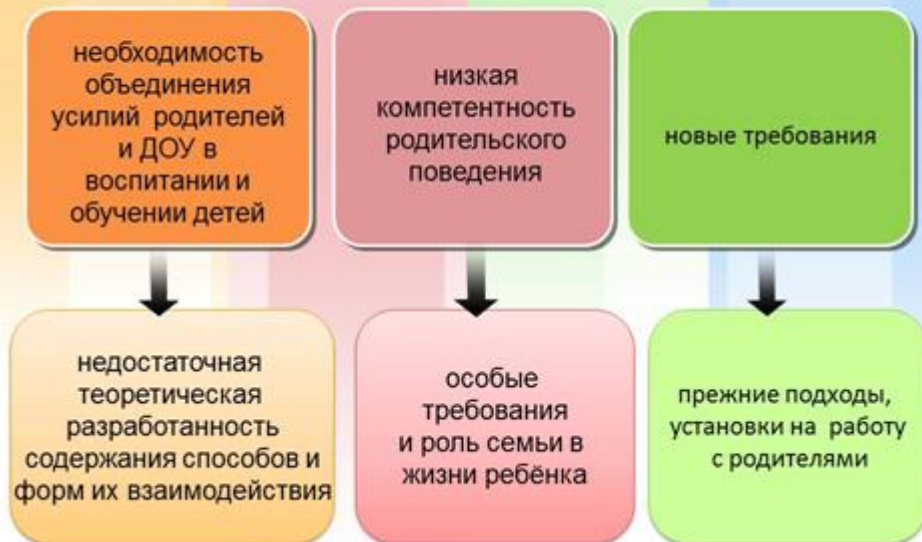 необходимость
объединения
усилий родителей
и ДОУ в
воспитании и
обучении детей
низкая
компетентность
родительского
поведения
новые требования
недостаточная
теоретическая
разработанность
содержания способов и
форм их взаимодействия
особые
требования
и роль семьи в
жизни ребёнка
прежние подходы,
установки на работу
с родителями